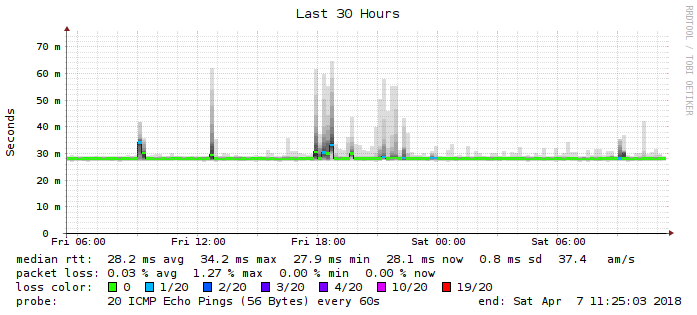 Last 30 Hours
RRDTOOL / TOBI OETIKER
Seconds
70 m
60 m
50 m
40 m
30 m
20 m
10 m
0
Fri 06:00 Fri 12:00 Fri 18:00 Sat 00:00 Sat 06:00
median rtt: 28.2 ms avg 34.2 ms max 27.9 ms min 28.1 ms now 0.8 ms sd 37.4 am/s
packet loss: 0.03 % avg 1.27 % max 0.00 % min 0.00 % now
loss color: 0 1/20 2/20 3/20 4/20 10/20 19/20
probe: 20 ICMP Echo Pings (56 Bytes) every 60s end: Sat Apr 7 11:25:03 2018